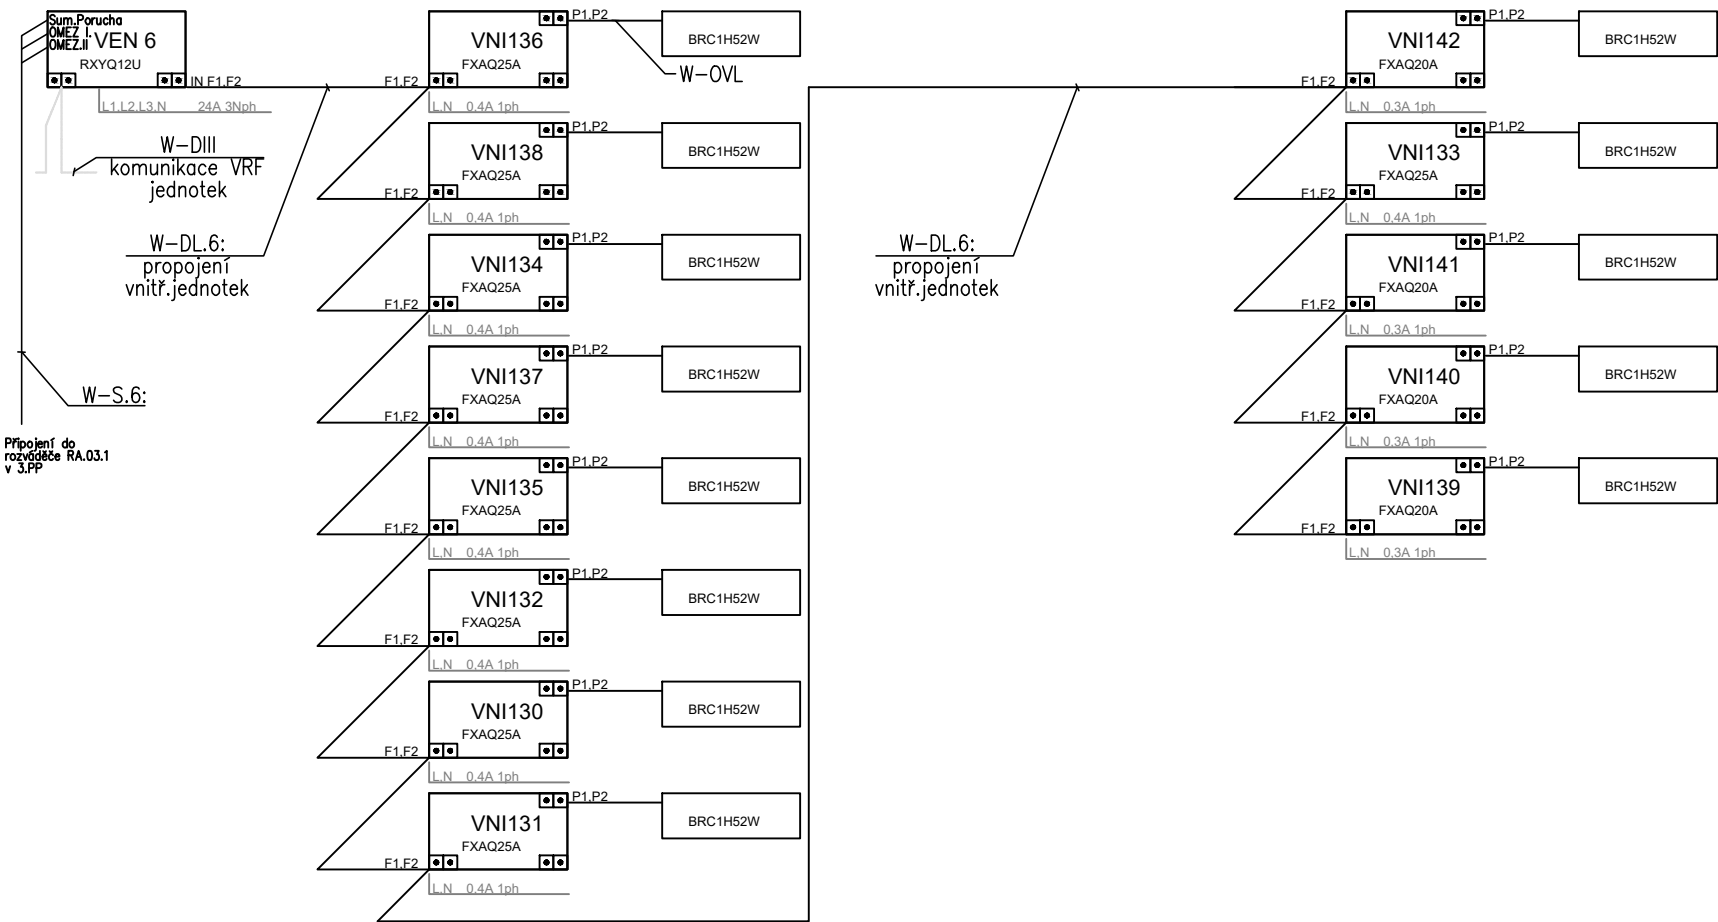 Sum.Porucha
OMEZ I.
OMEZ.II
VEN 6
RXYQ12U
IN F1,F2
L1,L2,L3,N 24A 3Nph
W-DIII
komunikace VRF
jednotek
W-DL.6:
propojení
vnitř.jednotek
W-S.6:
Připojení do
rozváděče RA.03.1
v 3.PP
VNI136
FXAQ25A
F1,F2
P1,P2
BRC1H52W
W-OVL
L,N 0,4A 1ph
VNI138
FXAQ25A
F1,F2
P1,P2
BRC1H52W
L,N 0,4A 1ph
VNI134
FXAQ25A
F1,F2
P1,P2
BRC1H52W
L,N 0,4A 1ph
VNI137
FXAQ25A
F1,F2
P1,P2
BRC1H52W
L,N 0,4A 1ph
VNI135
FXAQ25A
F1,F2
P1,P2
BRC1H52W
L,N 0,4A 1ph
VNI132
FXAQ25A
F1,F2
P1,P2
BRC1H52W
L,N 0,4A 1ph
VNI130
FXAQ25A
F1,F2
P1,P2
BRC1H52W
L,N 0,4A 1ph
VNI131
FXAQ25A
F1,F2
P1,P2
BRC1H52W
L,N 0,4A 1ph
W-DL.6:
propojení
vnitř.jednotek
VNI142
FXAQ20A
F1,F2
P1,P2
BRC1H52W
L,N 0,3A 1ph
VNI133
FXAQ25A
F1,F2
P1,P2
BRC1H52W
L,N 0,4A 1ph
VNI141
FXAQ20A
F1,F2
P1,P2
BRC1H52W
L,N 0,3A 1ph
VNI140
FXAQ20A
F1,F2
P1,P2
BRC1H52W
L,N 0,3A 1ph
VNI139
FXAQ20A
F1,F2
P1,P2
BRC1H52W
L,N 0,3A 1ph